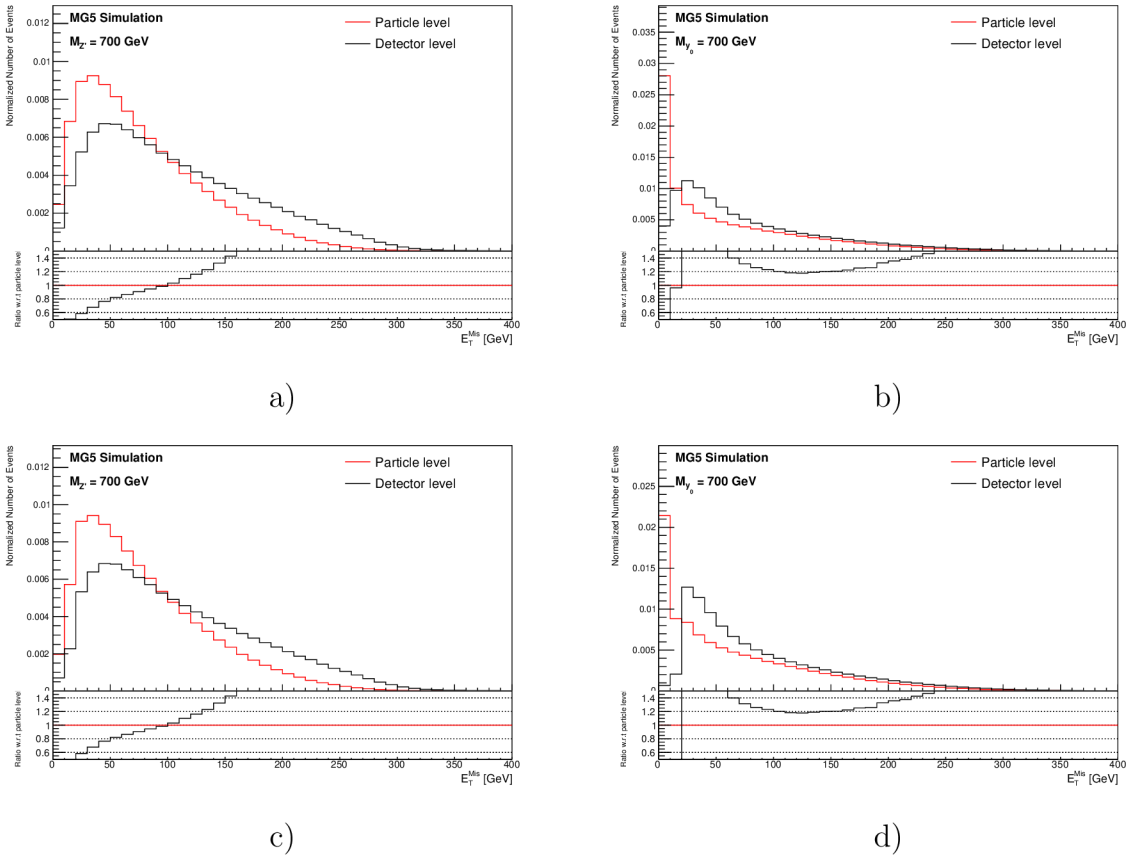 MG5 Simulation
M_Z' = 700 GeV
Particle level
Detector level
Normalized Number of Events
0.012
0.01
0.008
0.006
0.004
0.002
0
Ratio w.r.t particle level
1.4
1.2
1
0.8
0.6
0 50 100 150 200 250 300 350 400
E_T^Mis [GeV]
a)
MG5 Simulation
M_y_0 = 700 GeV
Particle level
Detector level
Normalized Number of Events
0.035
0.03
0.025
0.02
0.015
0.01
0.005
0
Ratio w.r.t particle level
1.4
1.2
1
0.8
0.6
0 50 100 150 200 250 300 350 400
E_T^Mis [GeV]
b)
MG5 Simulation
M_Z' = 700 GeV
Particle level
Detector level
Normalized Number of Events
0.012
0.01
0.008
0.006
0.004
0.002
0
Ratio w.r.t particle level
1.4
1.2
1
0.8
0.6
0 50 100 150 200 250 300 350 400
E_T^Mis [GeV]
c)
MG5 Simulation
M_y_0 = 700 GeV
Particle level
Detector level
Normalized Number of Events
0.025
0.02
0.015
0.01
0.005
0
Ratio w.r.t particle level
1.4
1.2
1
0.8
0.6
0 50 100 150 200 250 300 350 400
E_T^Mis [GeV]
d)